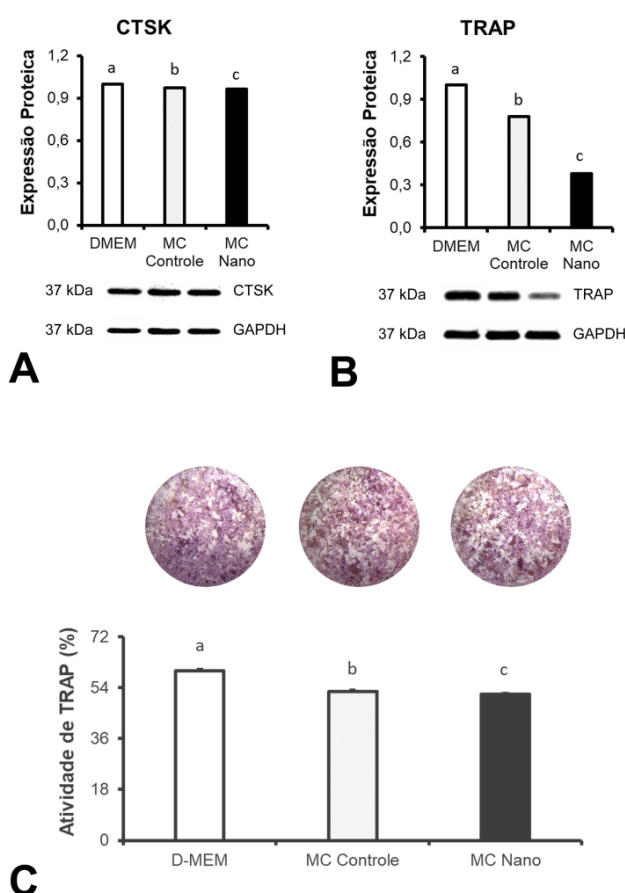 CTSK
Expressão Proteica
1,2
0,9
0,6
0,3
0,0
a
b
c
DMEM
MC
Controle
MC
Nano
37 kDa
CTSK
37 kDa
GAPDH
A
TRAP
Expressão Proteica
1,2
0,9
0,6
0,3
0,0
a
b
c
DMEM
MC
Controle
MC
Nano
37 kDa
TRAP
37 kDa
GAPDH
B
Atividade de TRAP (%)
72
54
36
18
0
a
b
c
D-MEM
MC Controle
MC Nano
C